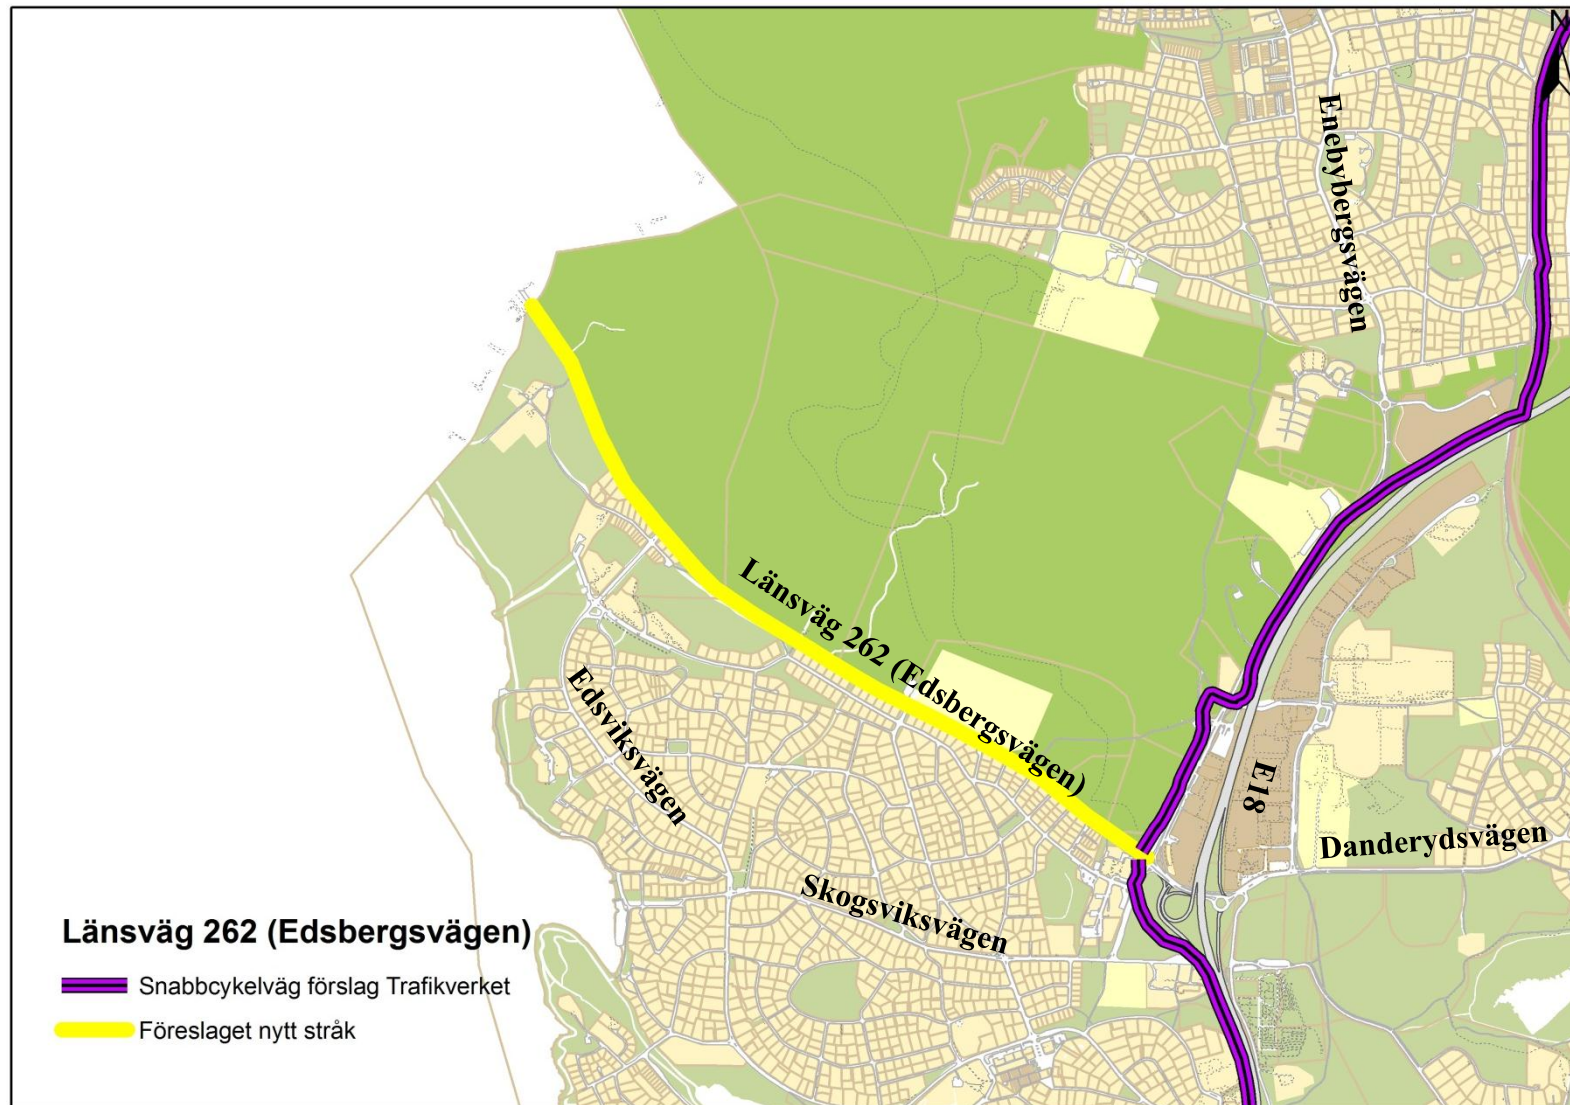 N
Enebybergsvägen
Länsväg 262 (Edsbergsvägen)
Edsviksvägen
E18
Danderydsvägen
Skogsviksvägen
Länsväg 262 (Edsbergsvägen)
Snabbcykelväg förslag Trafikverket
Föreslaget nytt stråk